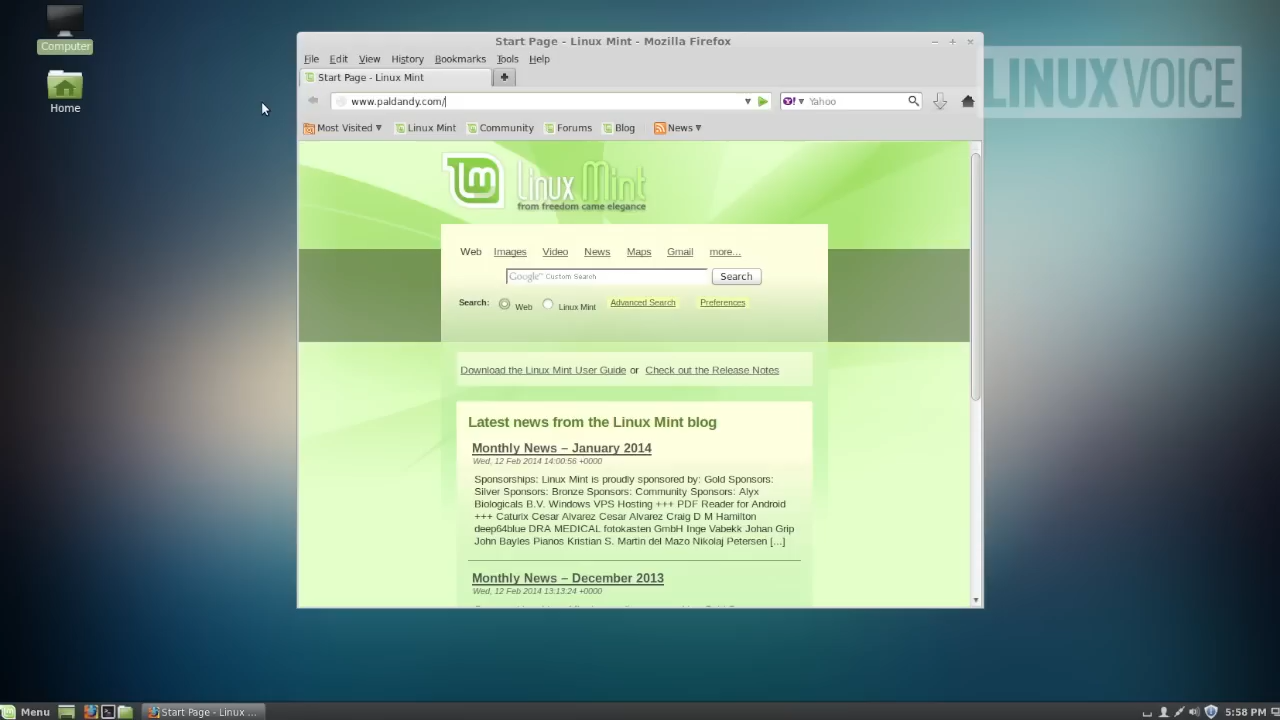 Computer
Home
Start Page - Linux Mint - Mozilla Firefox
File Edit View History Bookmarks Tools Help
Start Page - Linux Mint
www.paldandy.com/
Y! Yahoo
Most Visited Linux Mint Community Forums Blog News
LINUXVOICE
lm Linux Mint
from freedom came elegance
Web Images Video News Maps Gmail more...
Google™ Custom Search Search
Search: Web Linux Mint Advanced Search Preferences
Download the Linux Mint User Guide or Check out the Release Notes
Latest news from the Linux Mint blog
Monthly News – January 2014
Wed, 12 Feb 2014 14:00:56 +0000
Sponsorships: Linux Mint is proudly sponsored by: Gold Sponsors:
Silver Sponsors: Bronze Sponsors: Community Sponsors: Alyx
Biologicals B.V. Windows VPS Hosting +++ PDF Reader for Android
+++ Caturix Cesar Alvarez Cesar Alvarez Craig D M Hamilton
deep64blue DRA MEDICAL fotokasten GmbH Inge Vabekk Johan Grip
John Bayles Pianos Kristian S. Martin del Mazo Nikolaj Petersen [...]
Monthly News – December 2013
Wed, 12 Feb 2014 13:13:24 +0000
Menu
Start Page - Linux ...
5:58 PM